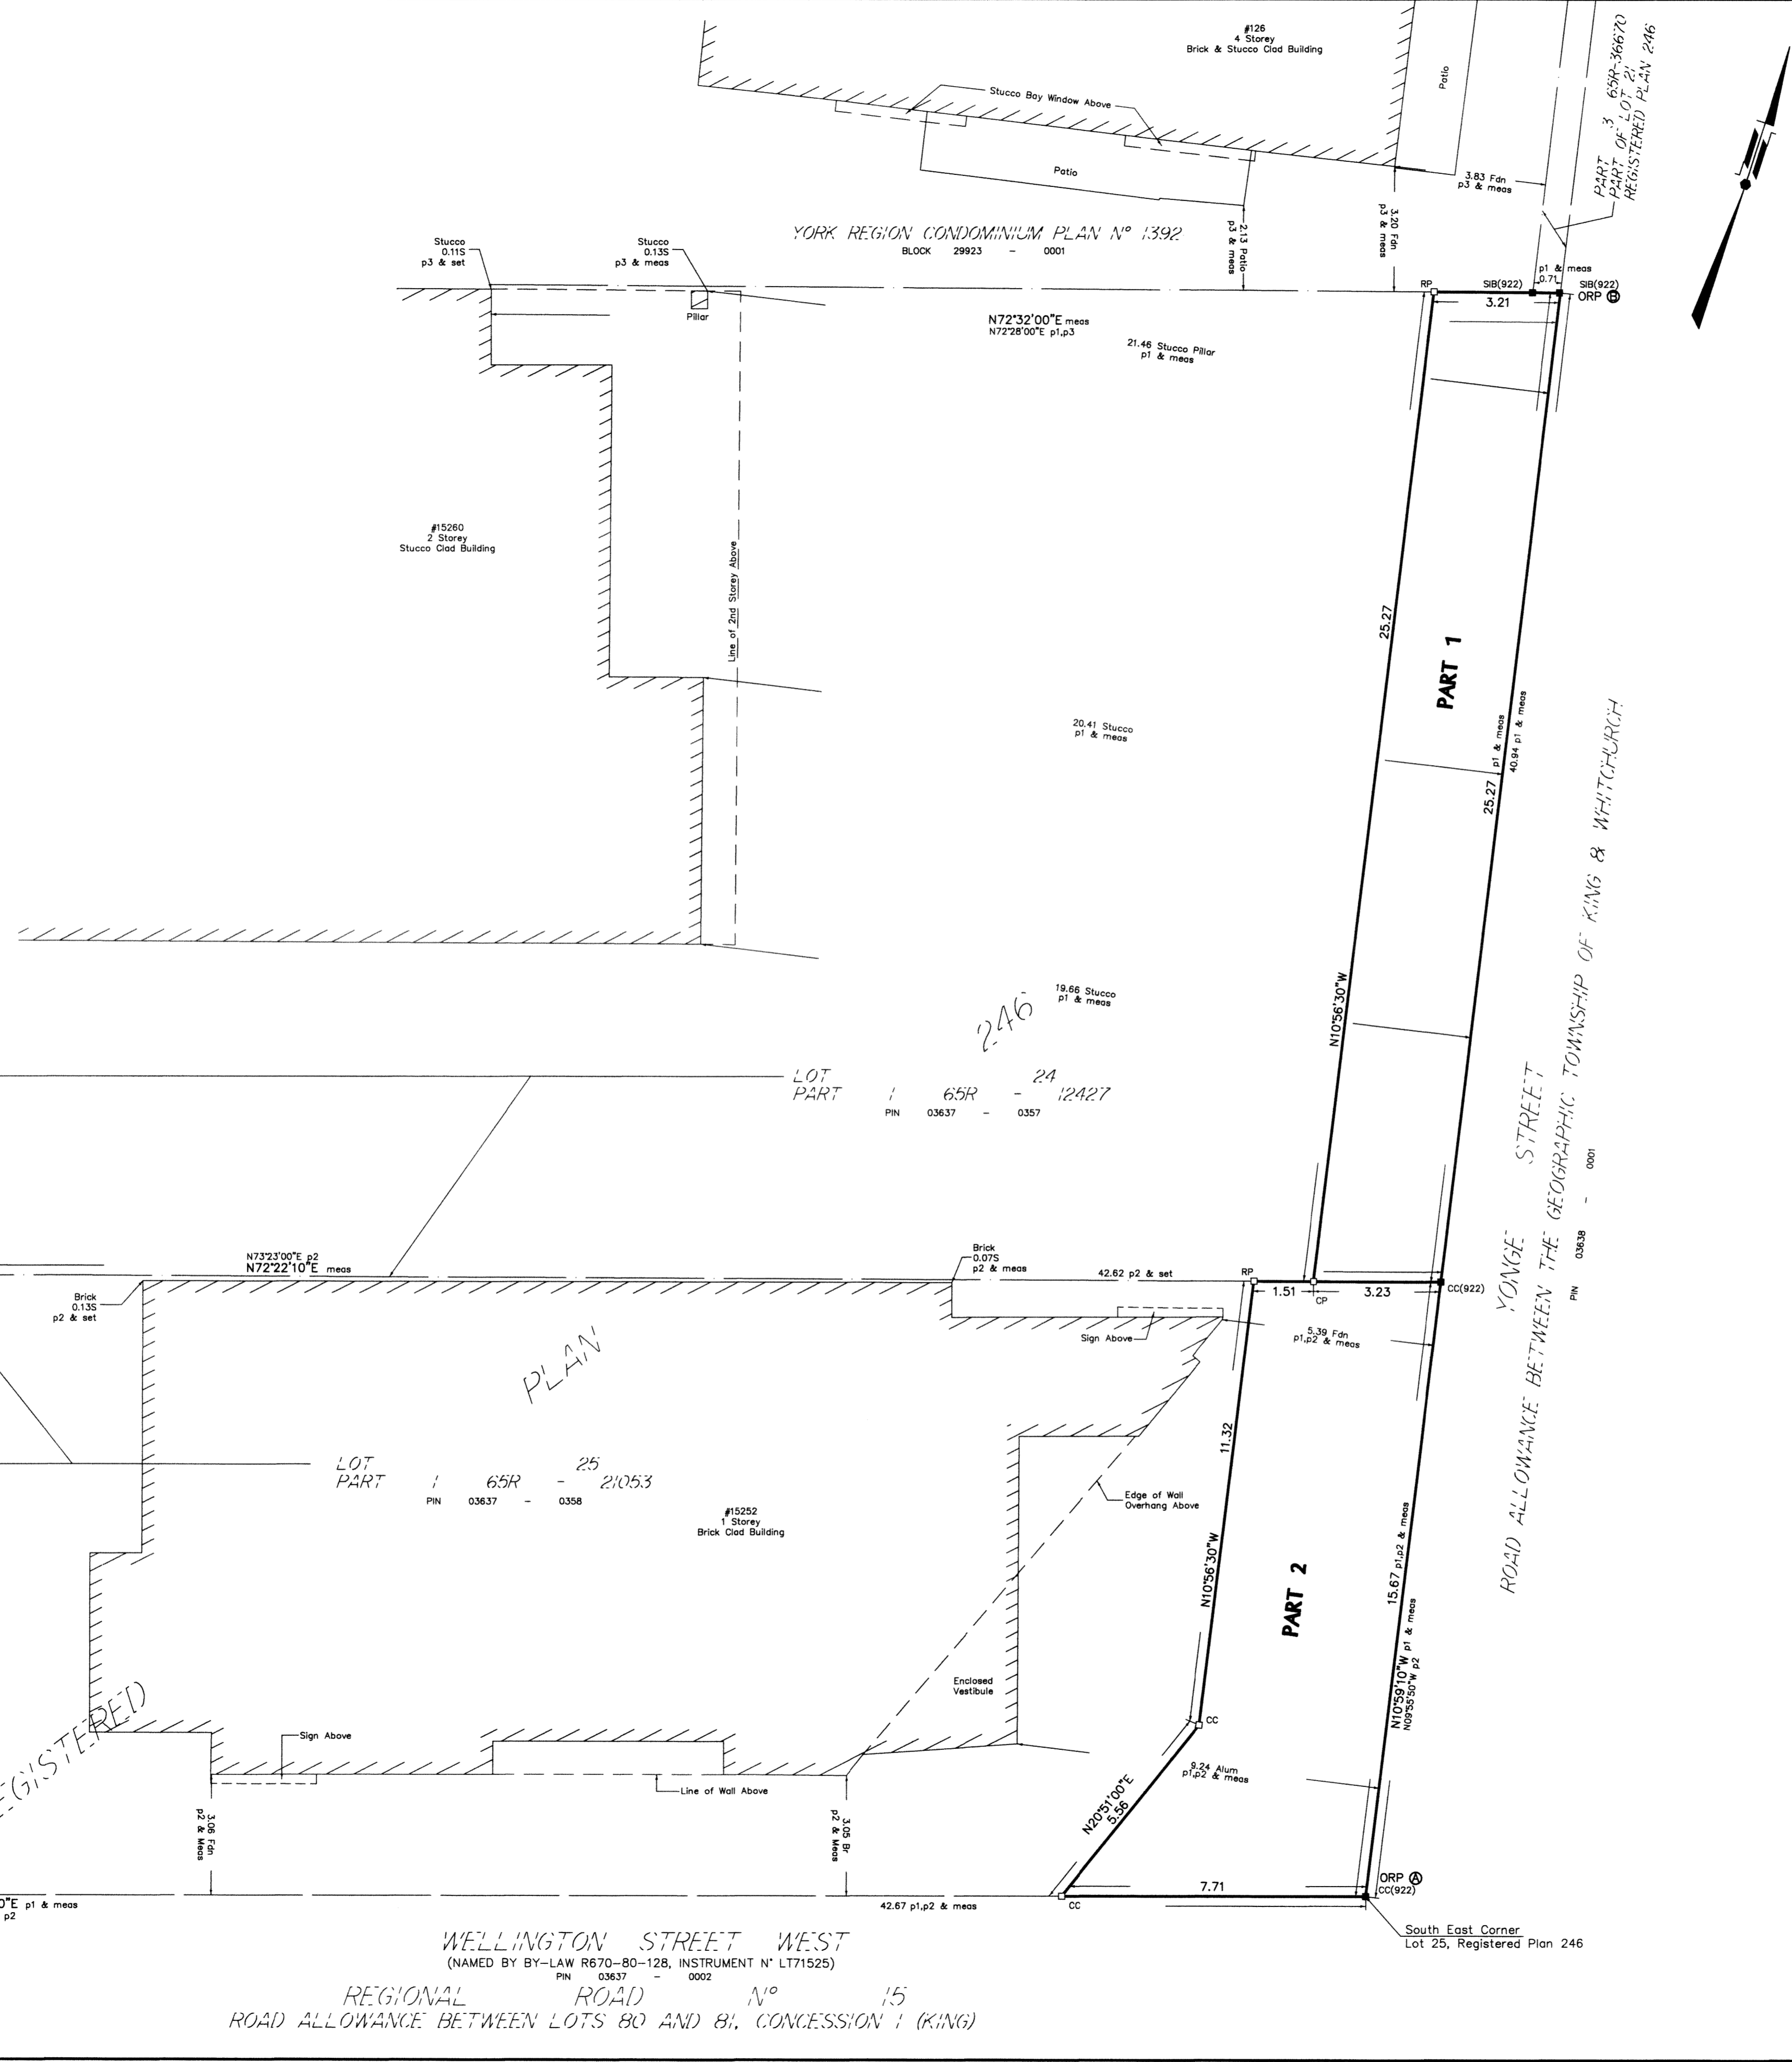 #126
4 Storey
Brick & Stucco Clad Building
Stucco Bay Window Above
Patio
Patio
PART 3 65R-36670
PART OF LOT 21
REGISTERED PLAN 246
3.83 Fdn
p3 & meas
3.20 Fdn
p3 & meas
2.13 Patio
p3 & meas
YORK REGION CONDOMINIUM PLAN Nº 1392
BLOCK 29923 - 0001
Stucco
0.11S
p3 & set
Stucco
0.13S
p3 & meas
Pillar
N72°32'00"E meas
N72°28'00"E p1,p3
21.46 Stucco Pillar
p1 & meas
RP
SIB(922)
p1 & meas
0.71
SIB(922)
ORP B
3.21
#15260
2 Storey
Stucco Clad Building
Line of 2nd Storey Above
25.27
PART 1
20.41 Stucco
p1 & meas
25.27 p1 & meas
40.94 p1 & meas
N10°56'30"W
19.66 Stucco
p1 & meas
246
LOT 24
PART 1 65R - 12427
PIN 03637 - 0357
YONGE STREET
ROAD ALLOWANCE BETWEEN THE GEOGRAPHIC TOWNSHIP OF KING & WHITCHURCH
PIN 03638 - 0001
N73°23'00"E p2
N72°22'10"E meas
Brick
0.13S
p2 & set
Brick
0.07S
p2 & meas
42.62 p2 & set
RP
1.51
CP
3.23
CC(922)
Sign Above
5.39 Fdn
p1,p2 & meas
PLAN
11.32
LOT 25
PART 1 65R - 21053
PIN 03637 - 0358
#15252
1 Storey
Brick Clad Building
Edge of Wall
Overhang Above
N10°56'30"W
PART 2
15.67 p1,p2 & meas
N10°59'10"W p1 & meas
N09°55'50"W p2
Enclosed
Vestibule
CC
9.24 Alum
p1,p2 & meas
Sign Above
Line of Wall Above
N20°51'00"E
5.56
3.06 Fdn
p2 & Meas
3.05 Br
p2 & Meas
EGISTERED
0"E p1 & meas
p2
42.67 p1,p2 & meas
CC
7.71
ORP A
CC(922)
South East Corner
Lot 25, Registered Plan 246
WELLINGTON STREET WEST
(NAMED BY BY-LAW R670-80-128, INSTRUMENT N° LT71525)
PIN 03637 - 0002
REGIONAL ROAD Nº 15
ROAD ALLOWANCE BETWEEN LOTS 80 AND 81, CONCESSION 1 (KING)